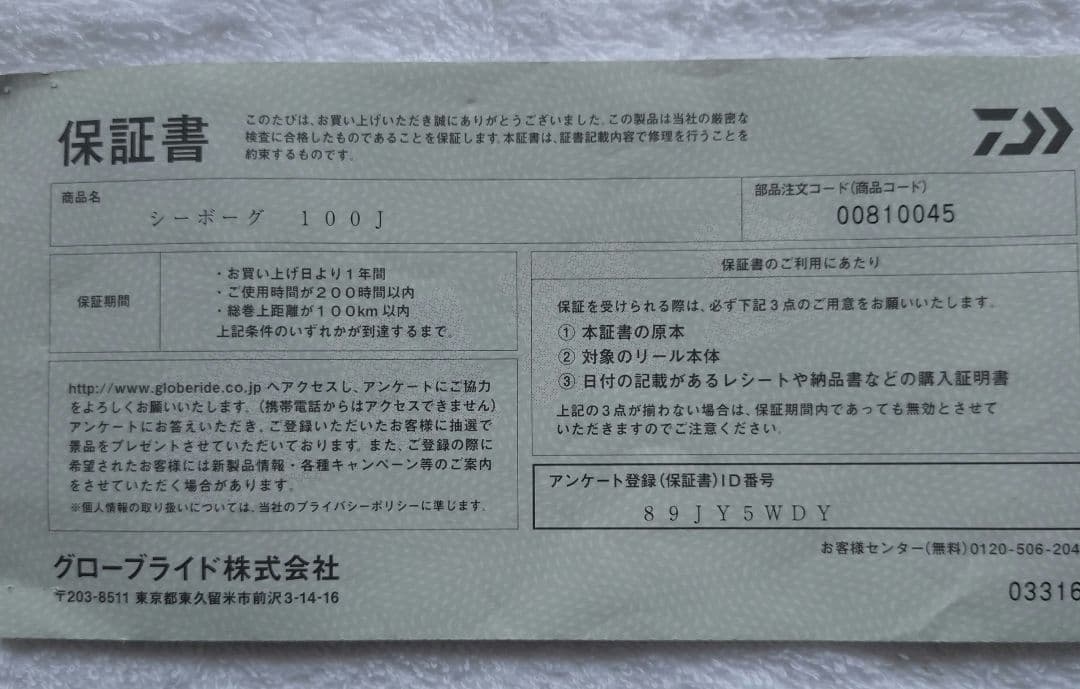 保証書
このたびは、お買い上げいただき誠にありがとうございました。この製品は当社の厳密な
検査に合格したものであることを保証します。本証書は、証書記載内容で修理を行うことを
約束するものです。
商品名
シーボーグ 100J
部品注文コード(商品コード)
00810045
保証期間
・お買い上げ日より1年間
・ご使用時間が200時間以内
・総巻上距離が100km以内
上記条件のいずれかが到達するまで。
保証書のご利用にあたり
保証を受けられる際は、必ず下記3点のご用意をお願いいたします。
① 本証書の原本
② 対象のリール本体
③ 日付の記載があるレシートや納品書などの購入証明書
上記の3点が揃わない場合は、保証期間内であっても無効とさせて
いただきますのでご注意ください。
http://www.globeride.co.jp へアクセスし、アンケートにご協力
をよろしくお願いいたします。(携帯電話からはアクセスできません)
アンケートにお答えいただき、ご登録いただいたお客様に抽選で
景品をプレゼントさせていただいております。また、ご登録の際に
希望されたお客様には新製品情報・各種キャンペーン等のご案内
をさせていただく場合があります。
※個人情報の取り扱いについては、当社のプライバシーポリシーに準じます。
アンケート登録(保証書)ID番号
89JY5WDY
グローブライド株式会社
〒203-8511 東京都東久留米市前沢3-14-16
お客様センター(無料)0120-506-204
03316